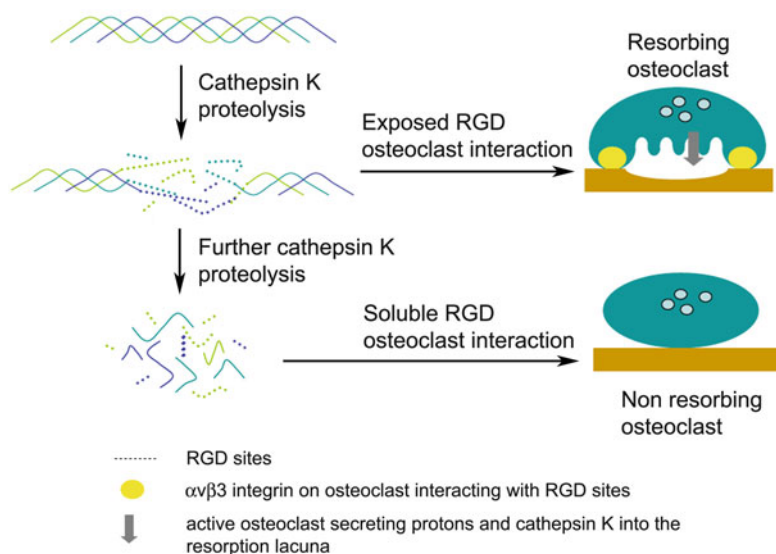 Cathepsin K
proteolysis
Exposed RGD
osteoclast interaction
Resorbing
osteoclast
Further cathepsin K
proteolysis
Soluble RGD
osteoclast interaction
Non resorbing
osteoclast
RGD sites
αvβ3 integrin on osteoclast interacting with RGD sites
active osteoclast secreting protons and cathepsin K into the
resorption lacuna